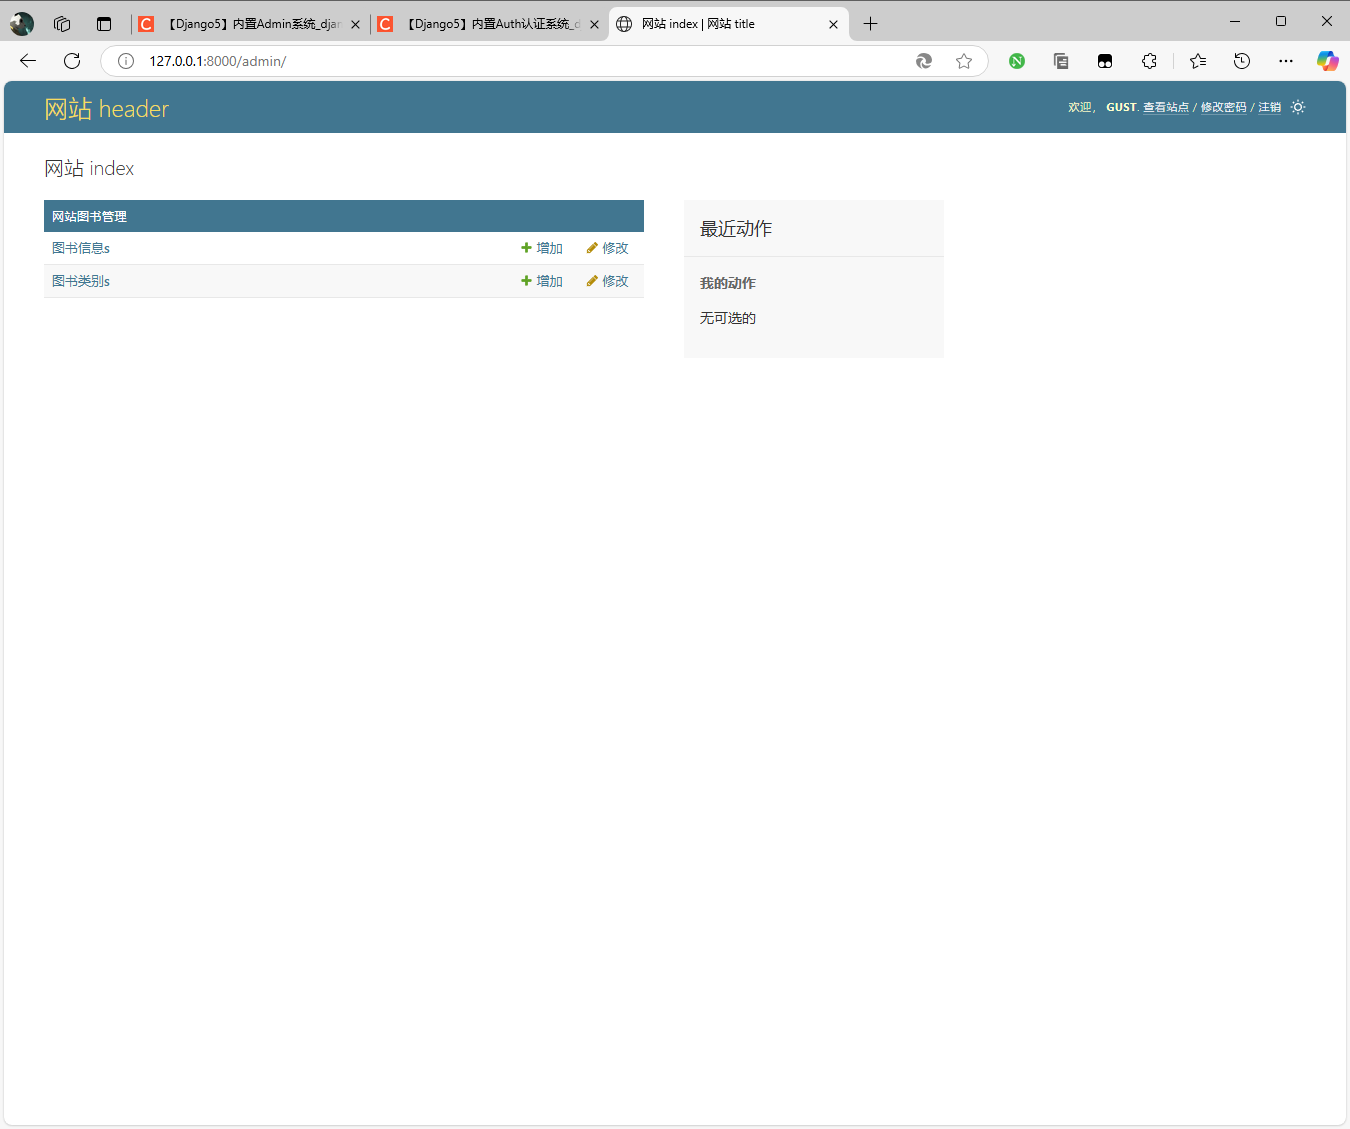 【Django5】内置Admin系统_djan
【Django5】内置Auth认证系统_d
网站 index | 网站 title
127.0.0.1:8000/admin/
网站 header
欢迎， GUST. 查看站点 / 修改密码 / 注销
网站 index
网站图书管理
图书信息s 增加 修改
图书类别s 增加 修改
最近动作
我的动作
无可选的